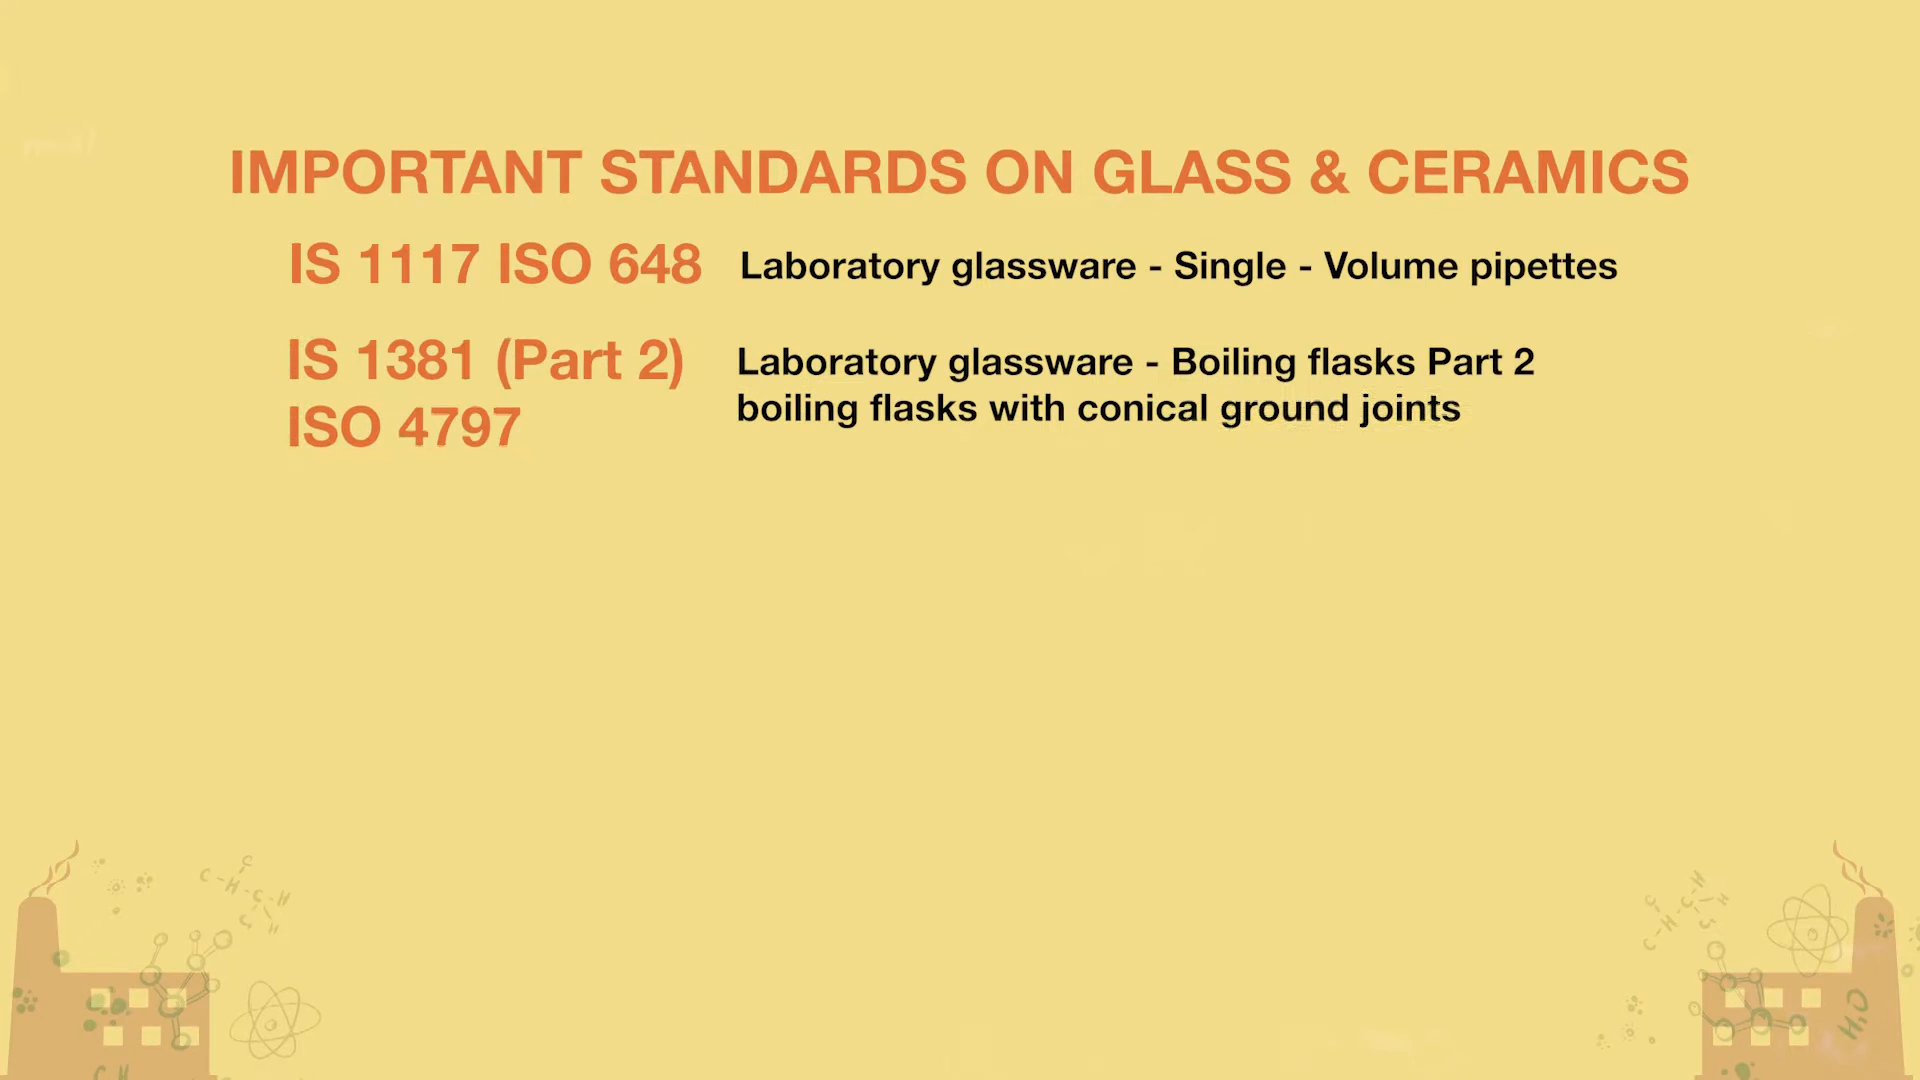 IMPORTANT STANDARDS ON GLASS & CERAMICS
IS 1117 ISO 648 Laboratory glassware - Single - Volume pipettes
IS 1381 (Part 2)
ISO 4797
Laboratory glassware - Boiling flasks Part 2
boiling flasks with conical ground joints